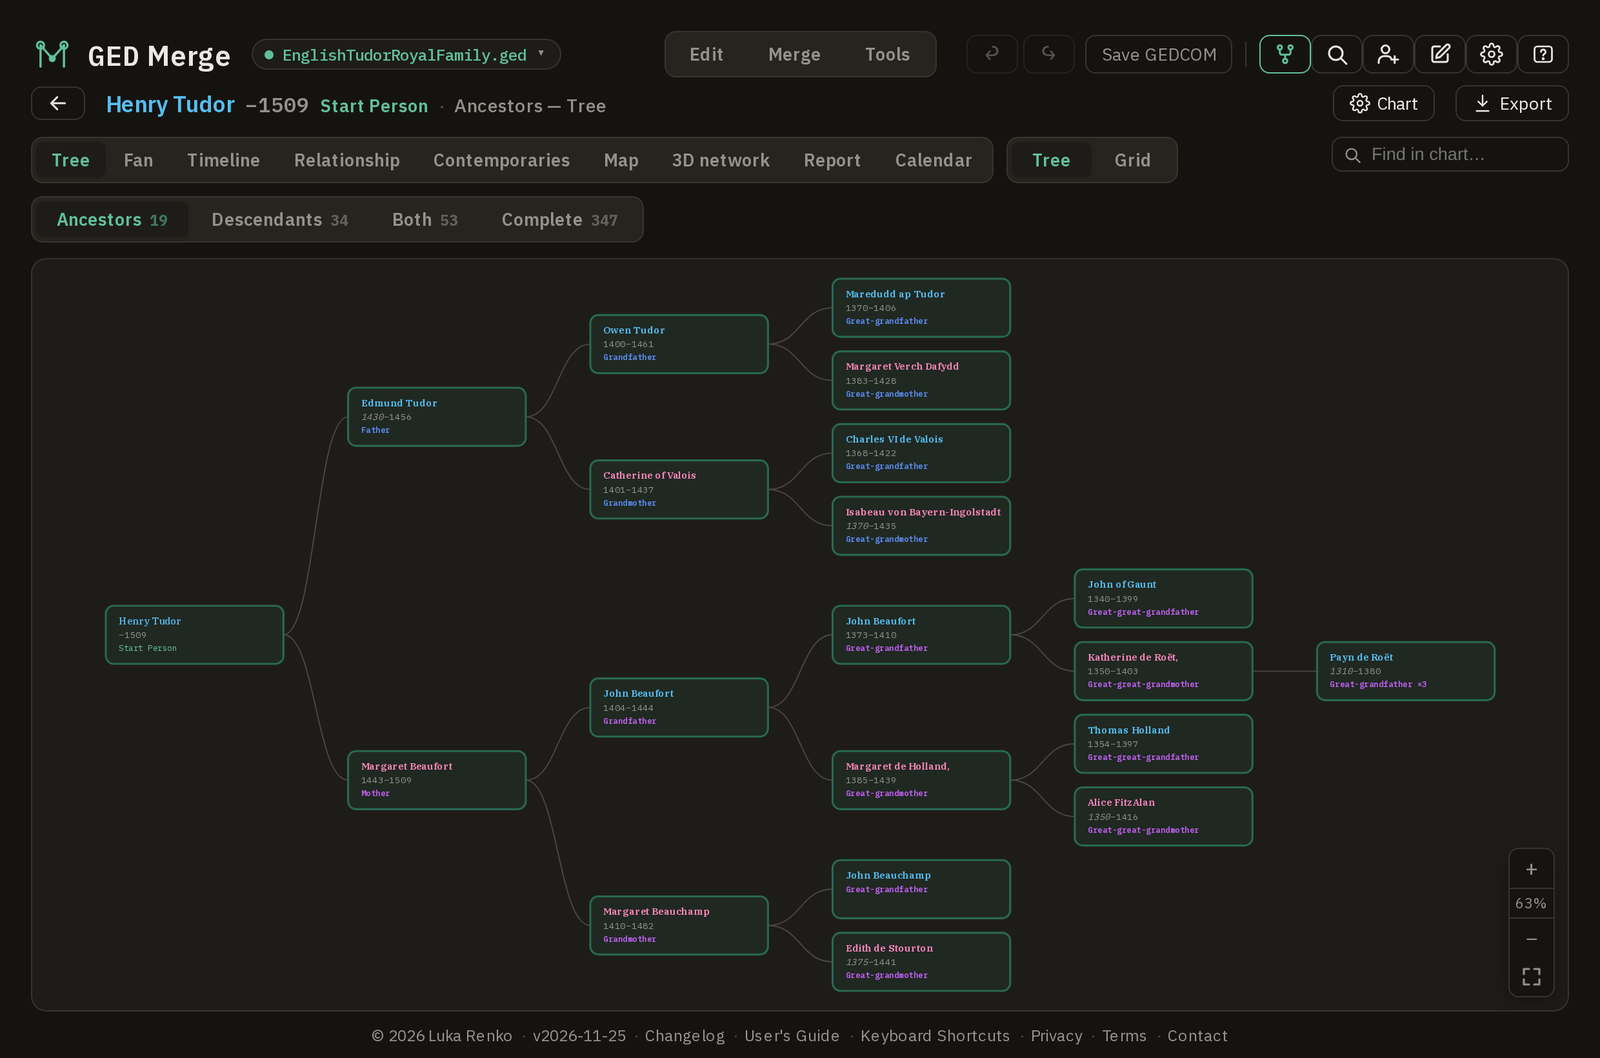 GED Merge
EnglishTudorRoyalFamily.ged
Edit Merge Tools
Save GEDCOM
Henry Tudor –1509 Start Person · Ancestors — Tree
Chart
Export
Tree Fan Timeline Relationship Contemporaries Map 3D network Report Calendar
Tree Grid
Find in chart...
Ancestors 19 Descendants 34 Both 53 Complete 347
Maredudd ap Tudor
1370–1406
Great-grandfather
Owen Tudor
1400–1461
Grandfather
Margaret Verch Dafydd
1383–1428
Great-grandmother
Edmund Tudor
1430–1456
Father
Charles VI de Valois
1368–1422
Great-grandfather
Catherine of Valois
1401–1437
Grandmother
Isabeau von Bayern-Ingolstadt
1370–1435
Great-grandmother
Henry Tudor
–1509
Start Person
John of Gaunt
1340–1399
Great-great-grandfather
John Beaufort
1373–1410
Great-grandfather
Katherine de Roët,
1350–1403
Great-great-grandmother
Payn de Roët
1310–1380
Great-grandfather ×3
John Beaufort
1404–1444
Grandfather
Thomas Holland
1354–1397
Great-great-grandfather
Margaret Beaufort
1443–1509
Mother
Margaret de Holland,
1385–1439
Great-grandmother
Alice FitzAlan
1350–1416
Great-great-grandmother
John Beauchamp
Great-grandfather
Margaret Beauchamp
1410–1482
Grandmother
Edith de Stourton
1375–1441
Great-grandmother
+
63%
−
© 2026 Luka Renko · v2026-11-25 · Changelog · User's Guide · Keyboard Shortcuts · Privacy · Terms · Contact